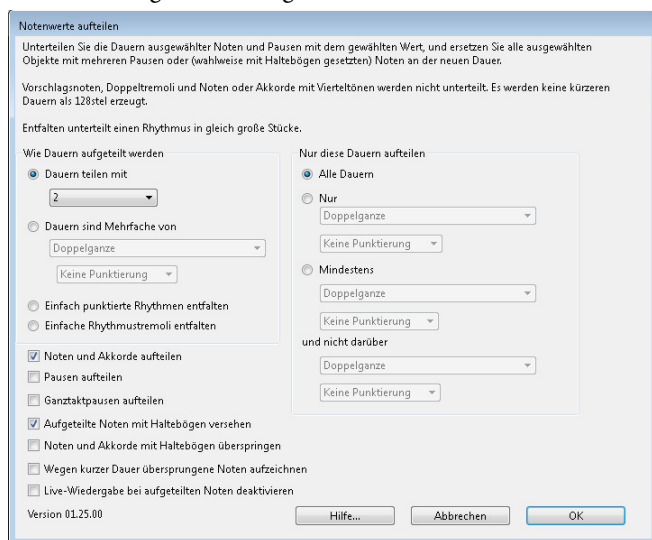 Notenwerte aufteilen
Unterteilen Sie die Dauern ausgewählter Noten und Pausen mit dem gewählten Wert, und ersetzen Sie alle ausgewählten
Objekte mit mehreren Pausen oder (wahlweise mit Haltebögen gesetzten) Noten an der neuen Dauer.
Vorschlagsnoten, Doppeltremoli und Noten oder Akkorde mit Vierteltönen werden nicht unterteilt. Es werden keine kürzeren
Dauern als 128stel erzeugt.
Entfalten unterteilt einen Rhythmus in gleich große Stücke.
Wie Dauern aufgeteilt werden
Dauern teilen mit
2
Dauern sind Mehrfache von
Doppelganze
Keine Punktierung
Einfach punktierte Rhythmen entfalten
Einfache Rhythmustremoli entfalten
Noten und Akkorde aufteilen
Pausen aufteilen
Ganztaktpausen aufteilen
Aufgeteilte Noten mit Haltebögen versehen
Noten und Akkorde mit Haltebögen überspringen
Wegen kurzer Dauer übersprungene Noten aufzeichnen
Live-Wiedergabe bei aufgeteilten Noten deaktivieren
Nur diese Dauern aufteilen
Alle Dauern
Nur
Doppelganze
Keine Punktierung
Mindestens
Doppelganze
Keine Punktierung
und nicht darüber
Doppelganze
Keine Punktierung
Version 01.25.00
Hilfe... Abbrechen OK